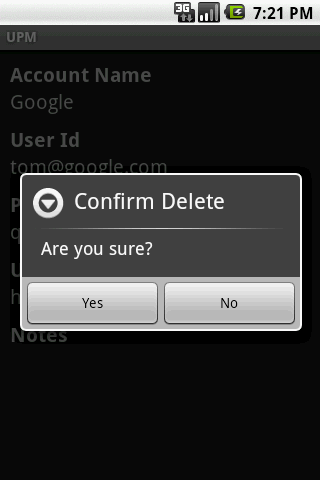 3G
7:21 PM
UPM
Account Name
Google
User Id
tom@google.com
Confirm Delete
Are you sure?
Yes
No
Notes